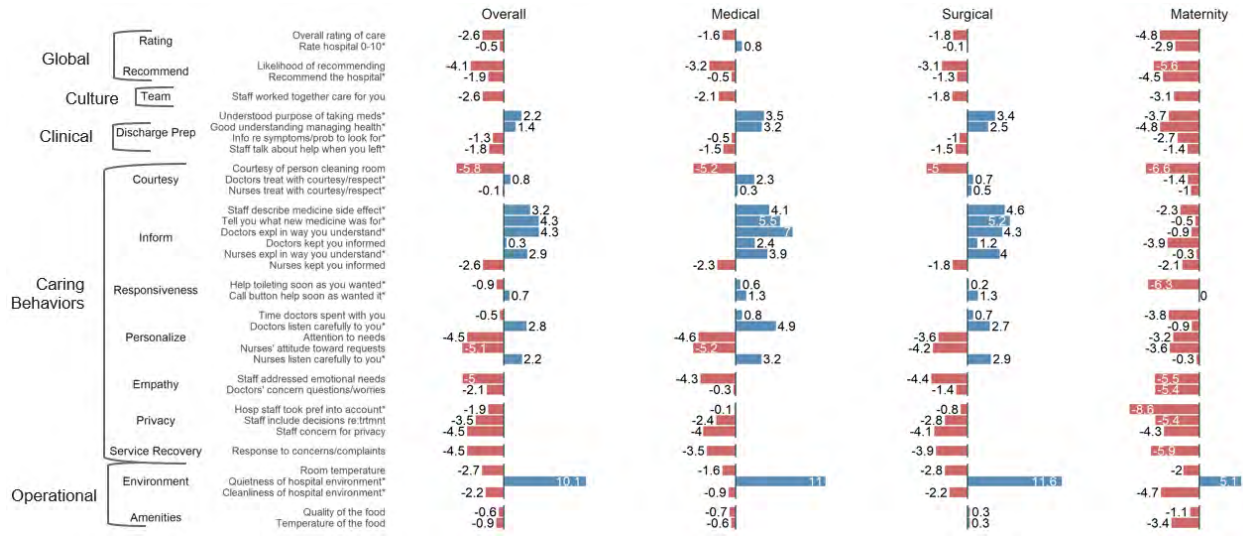 Overall Medical Surgical Maternity
Global
Rating
Overall rating of care -2.6 -1.6 -1.8 -4.8
Rate hospital 0-10* -0.5 0.8 -0.1 -2.9
Recommend
Likelihood of recommending -4.1 -3.2 -3.1 -5.6
Recommend the hospital* -1.9 -0.5 -1.3 -4.5
Culture
Team
Staff worked together care for you -2.6 -2.1 -1.8 -3.1
Clinical
Discharge Prep
Understood purpose of taking meds* 2.2 3.5 3.4 -3.7
Good understanding managing health* 1.4 3.2 2.5 -4.8
Info re symptoms/prob to look for* -1.3 -0.5 -1 -2.7
Staff talk about help when you left* -1.8 -1.5 -1.5 -1.4
Caring
Behaviors
Courtesy
Courtesy of person cleaning room -5.8 -5.2 -5 -6.6
Doctors treat with courtesy/respect* 0.8 2.3 0.7 -1.4
Nurses treat with courtesy/respect* -0.1 0.3 0.5 -1
Inform
Staff describe medicine side effect* 3.2 4.1 4.6 -2.3
Tell you what new medicine was for* 4.3 5.5 5.2 -0.5
Doctors expl in way you understand* 4.3 7 4.3 -0.9
Doctors kept you informed 0.3 2.4 1.2 -3.9
Nurses expl in way you understand* 2.9 3.9 4 -0.3
Nurses kept you informed -2.6 -2.3 -1.8 -2.1
Responsiveness
Help toileting soon as you wanted* -0.9 0.6 0.2 -6.3
Call button help soon as wanted it* 0.7 1.3 1.3 0
Personalize
Time doctors spent with you -0.5 0.8 0.7 -3.8
Doctors listen carefully to you* 2.8 4.9 2.7 -0.9
Attention to needs -4.5 -4.6 -3.6 -3.2
Nurses' attitude toward requests -5.1 -5.2 -4.2 -3.6
Nurses listen carefully to you* 2.2 3.2 2.9 -0.3
Empathy
Staff addressed emotional needs -5 -4.3 -4.4 -5.5
Doctors' concern questions/worries -2.1 -0.3 -1.4 -5.4
Privacy
Hosp staff took pref into account* -1.9 -0.1 -0.8 -8.6
Staff include decisions re:trtmnt -3.5 -2.4 -2.8 -5.4
Staff concern for privacy -4.5 -4 -4.1 -4.3
Service Recovery
Response to concerns/complaints -4.5 -3.5 -3.9 -5.9
Operational
Environment
Room temperature -2.7 -1.6 -2.8 -2
Quietness of hospital environment* 10.1 11 11.6 5.1
Cleanliness of hospital environment* -2.2 -0.9 -2.2 -4.7
Amenities
Quality of the food -0.6 -0.7 0.3 -1.1
Temperature of the food -0.9 -0.6 0.3 -3.4